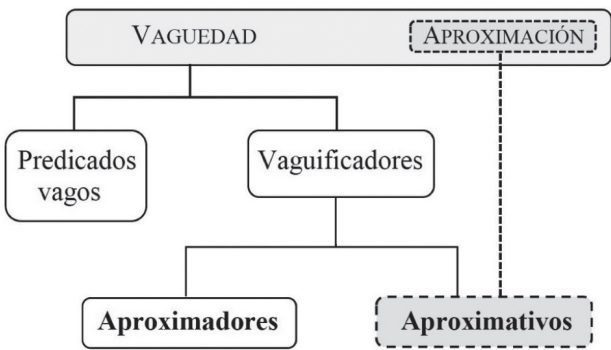 VAGUEDAD APROXIMACIÓN
Predicados
vagos
Vaguificadores
Aproximadores
Aproximativos